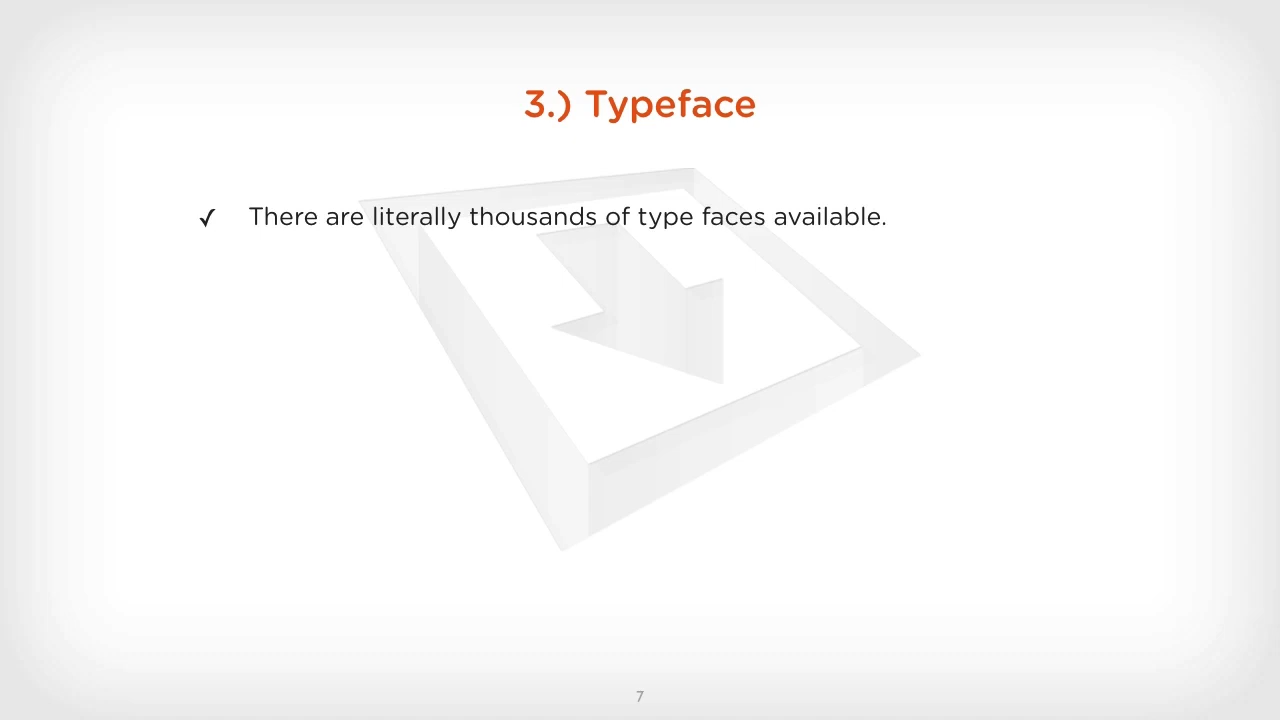 3.) Typeface
✓ There are literally thousands of type faces available.
7